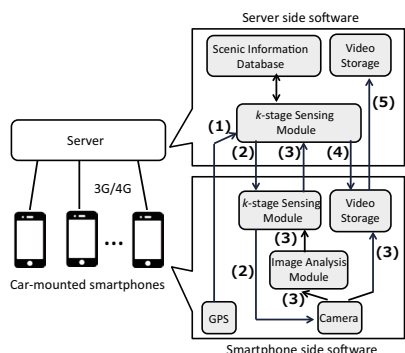 Server side software
Scenic Information
Database
Video
Storage
(5)
(1)
k-stage Sensing
Module
Server
(2)
(3)
(4)
3G/4G
k-stage Sensing
Module
Video
Storage
(3)
(3)
(2)
Image Analysis
Module
Car-mounted smartphones
(3)
GPS
Camera
Smartphone side software